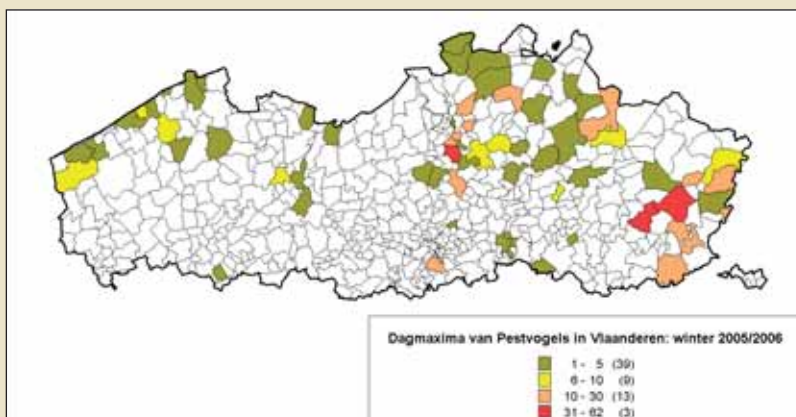 Dagmaxima van Pestvogels in Vlaanderen: winter 2005/2006
1 - 5 (39)
6 - 10 (9)
10 - 30 (13)
31 - 62 (3)